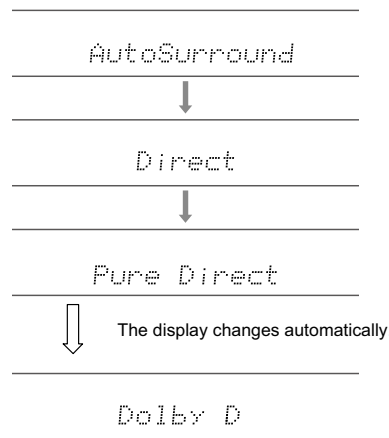 AutoSurround
Direct
Pure Direct
The display changes automatically
Dolby D